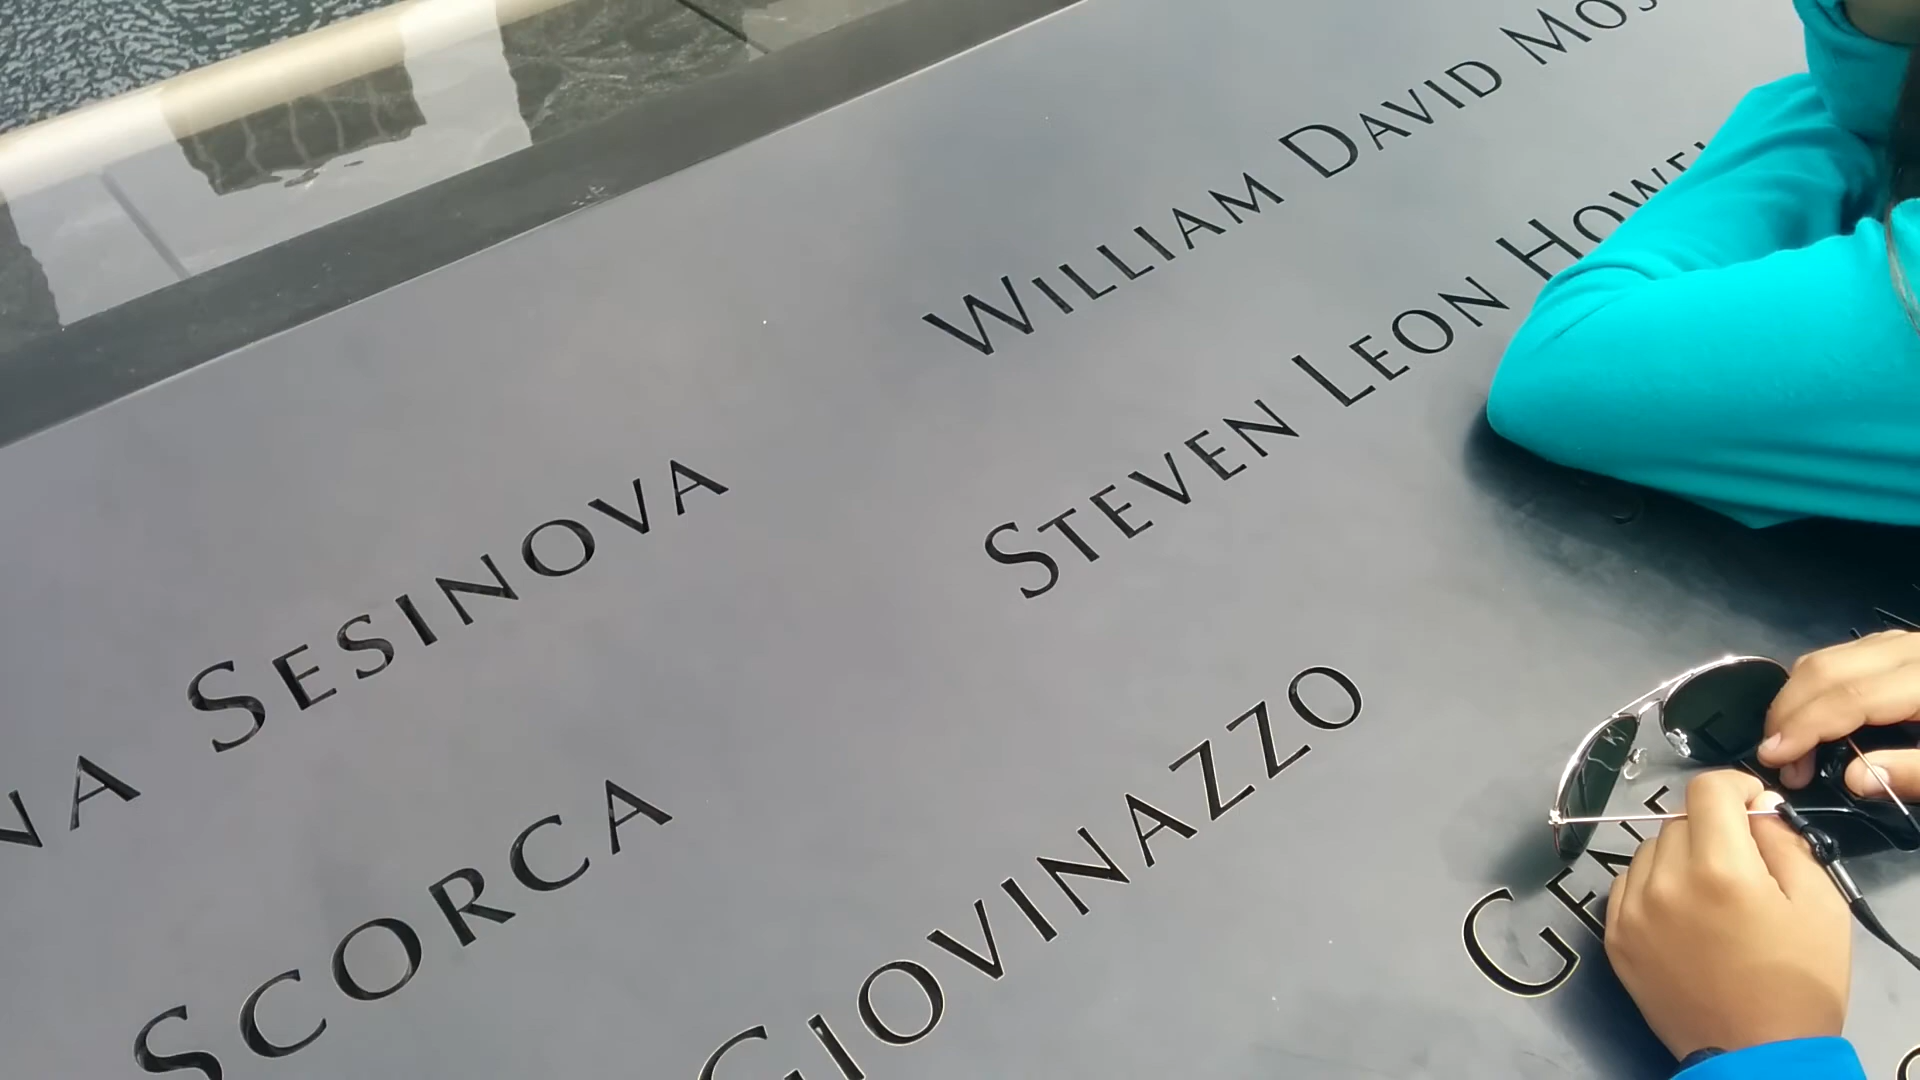 WILLIAM DAVID
STEVEN LEON
SESINOVA
SCORCA
GIOVINAZZO